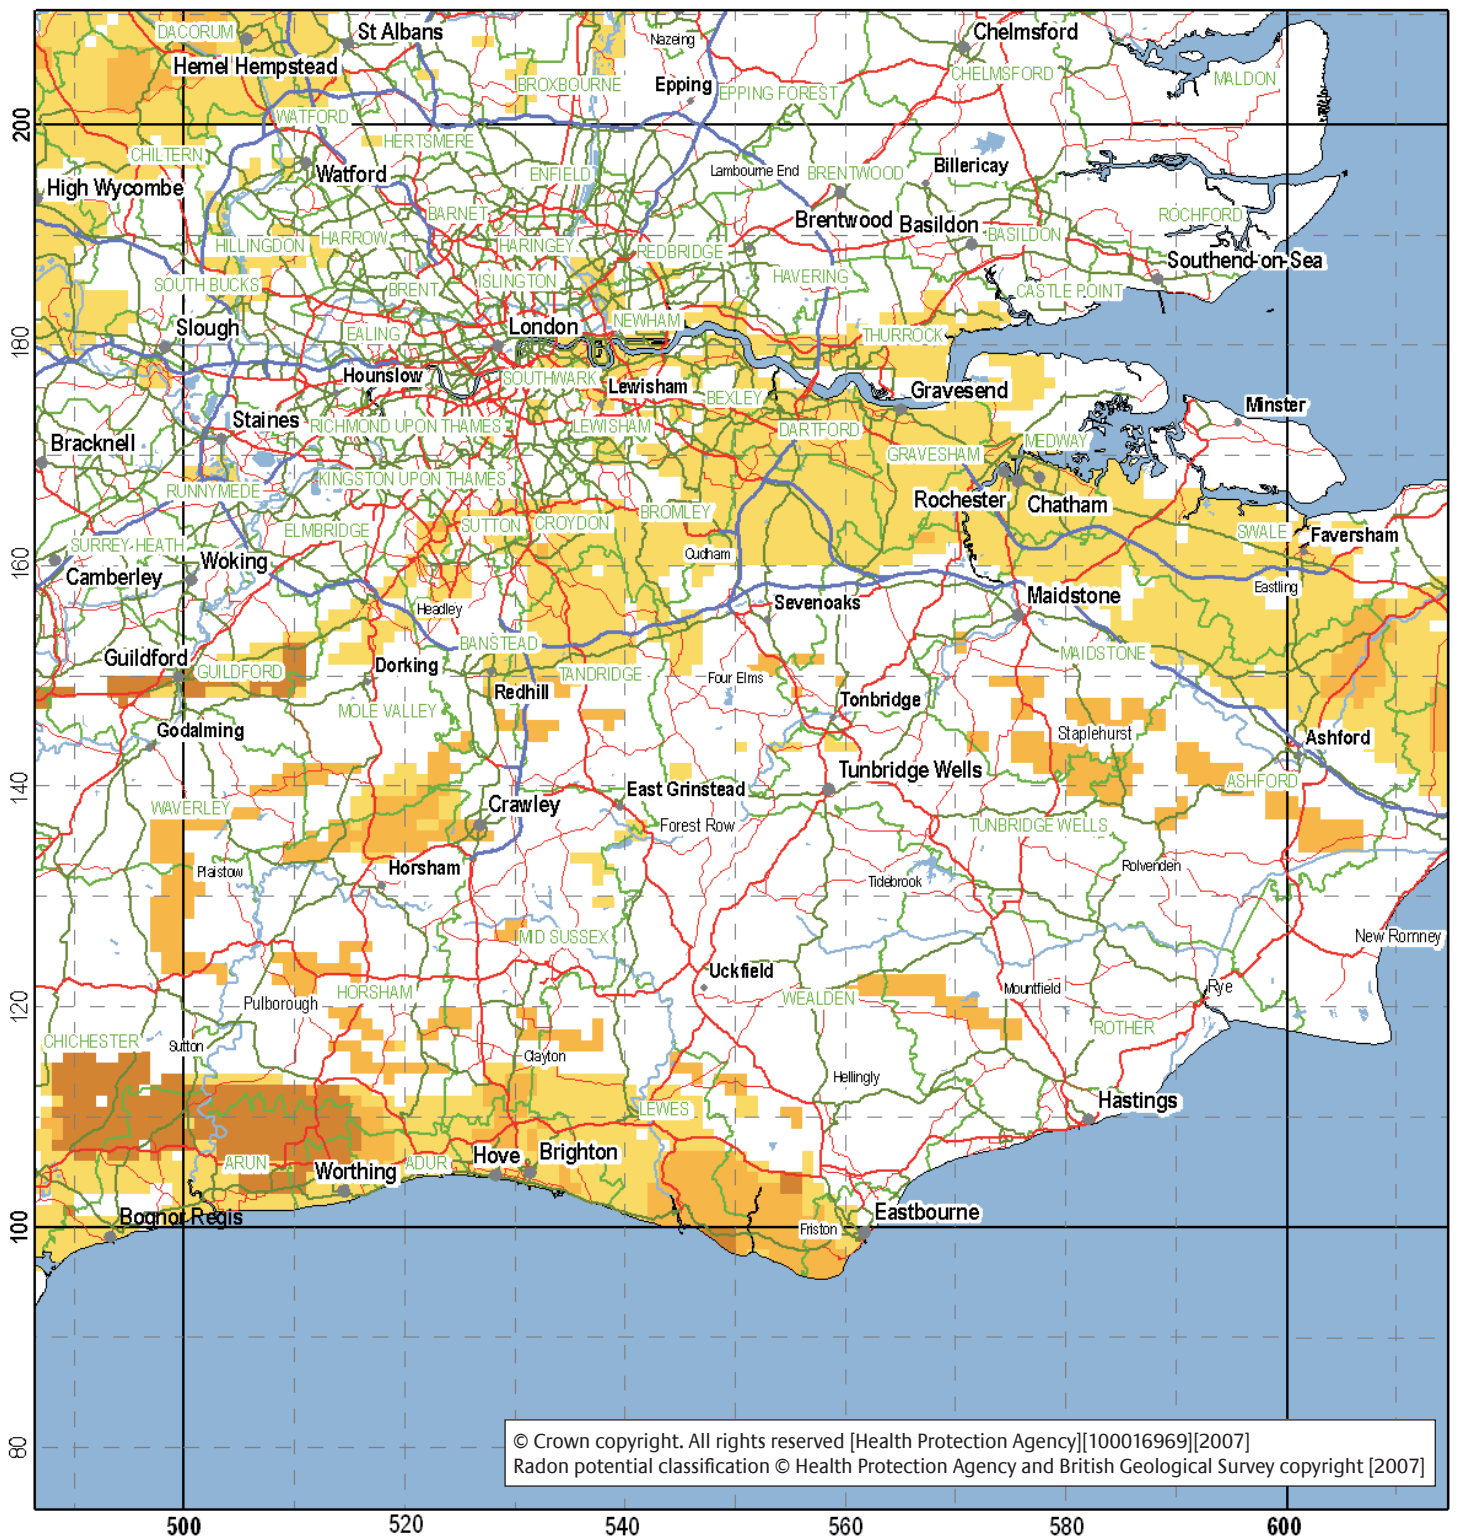 DACORUM
St Albans
Nazeing
Chelmsford
Hemel Hempstead
BROXBOURNE
Epping
EPPING FOREST
CHELMSFORD
MALDON
200
WATFORD
HERTSMERE
CHILTERN
High Wycombe
Watford
ENFIELD
Lambourne End
BRENTWOOD
Billericay
BARNET
Brentwood
Basildon
ROCHFORD
HILLINGDON
HARROW
HARINGEY
REDBRIDGE
BASILDON
Southend-on-Sea
SOUTH BUCKS
BRENT
ISLINGTON
HAVERING
CASTLE POINT
180
Slough
EALING
London
NEWHAM
THURROCK
Hounslow
SOUTHWARK
Lewisham
BEXLEY
Gravesend
Minster
Bracknell
Staines
RICHMOND UPON THAMES
LEWISHAM
DARTFORD
MEDWAY
GRAVESHAM
RUNNYMEDE
KINGSTON UPON THAMES
Rochester
Chatham
ELMBRIDGE
SUTTON
CROYDON
BROMLEY
SWALE
Faversham
160
SURREY HEATH
Woking
Cudham
Camberley
Eastling
Headley
Sevenoaks
Maidstone
Guildford
GUILDFORD
BANSTEAD
MAIDSTONE
Dorking
TANDRIDGE
Four Elms
Redhill
Tonbridge
MOLE VALLEY
Godalming
Staplehurst
Ashford
140
Tunbridge Wells
ASHFORD
WAVERLEY
Crawley
East Grinstead
Forest Row
TUNBRIDGE WELLS
Plaistow
Horsham
Tidebrook
Rolvenden
MID SUSSEX
New Romney
Uckfield
120
Pulborough
HORSHAM
WEALDEN
Mountfield
Rye
CHICHESTER
Sutton
Clayton
ROTHER
Hellingly
LEWES
Hastings
ARUN
Worthing
ADUR
Hove
Brighton
100
Bognor Regis
Friston
Eastbourne
80
© Crown copyright. All rights reserved [Health Protection Agency][100016969][2007]
Radon potential classification © Health Protection Agency and British Geological Survey copyright [2007]
500 520 540 560 580 600